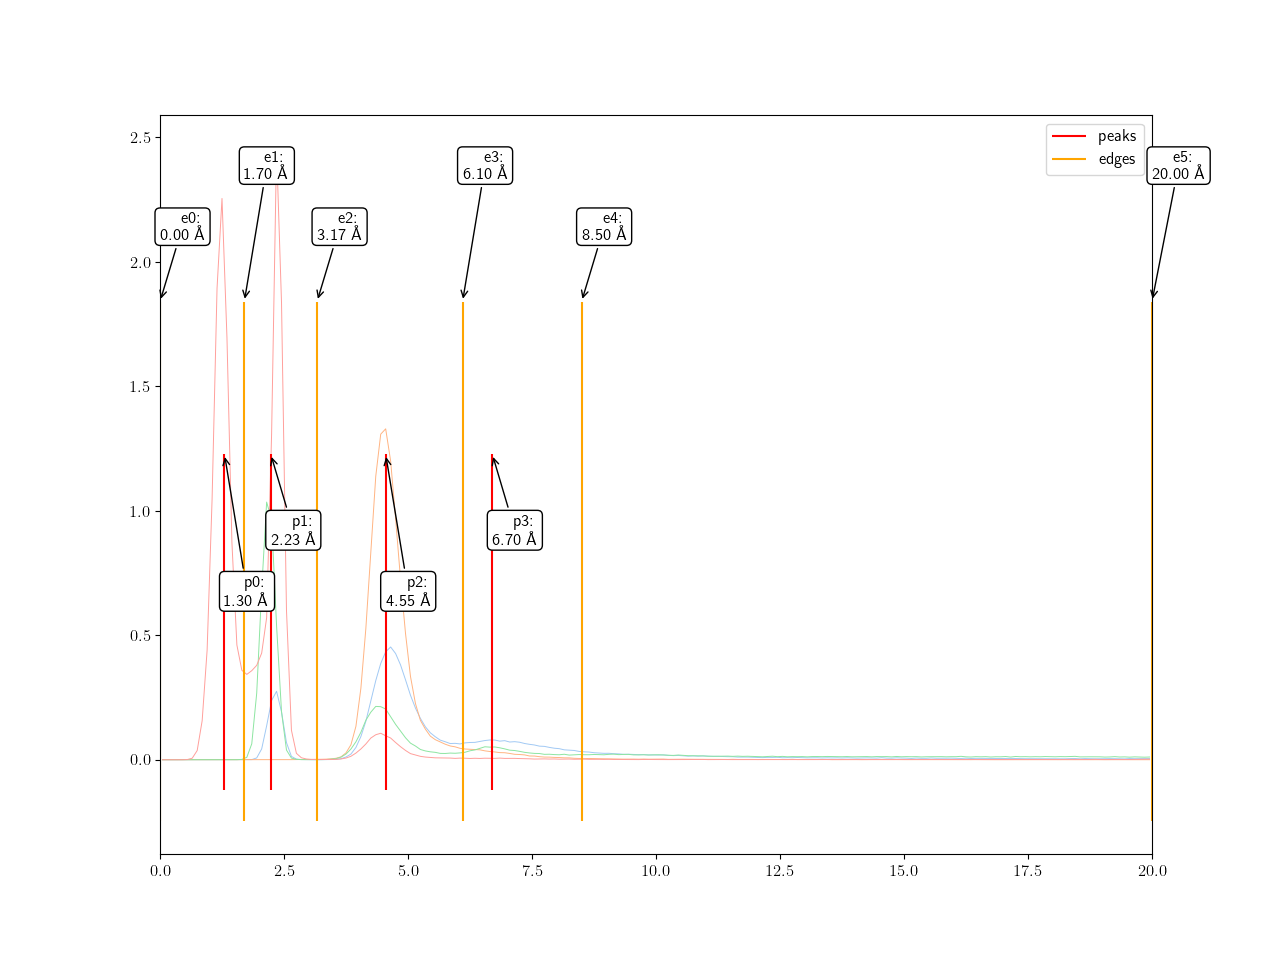 2.5
2.0
1.5
1.0
0.5
0.0
0.0
2.5
5.0
7.5
10.0
12.5
15.0
17.5
20.0
peaks
edges
e0:
0.00 Å
e1:
1.70 Å
e2:
3.17 Å
e3:
6.10 Å
e4:
8.50 Å
e5:
20.00 Å
p0:
1.30 Å
p1:
2.23 Å
p2:
4.55 Å
p3:
6.70 Å